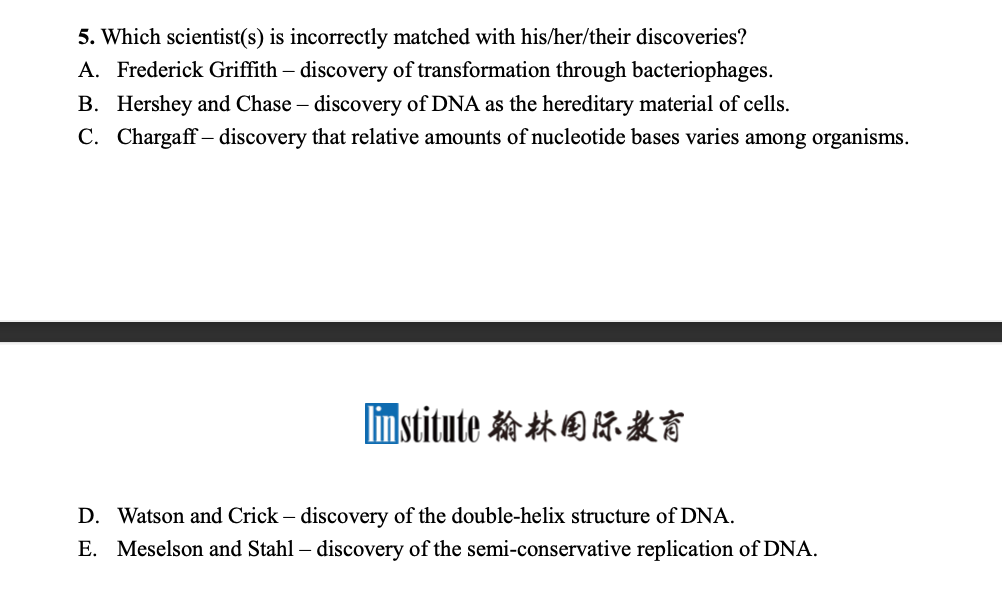 5. Which scientist(s) is incorrectly matched with his/her/their discoveries?
A. Frederick Griffith – discovery of transformation through bacteriophages.
B. Hershey and Chase – discovery of DNA as the hereditary material of cells.
C. Chargaff – discovery that relative amounts of nucleotide bases varies among organisms.
linstitute 翰林国际教育
D. Watson and Crick – discovery of the double-helix structure of DNA.
E. Meselson and Stahl – discovery of the semi-conservative replication of DNA.